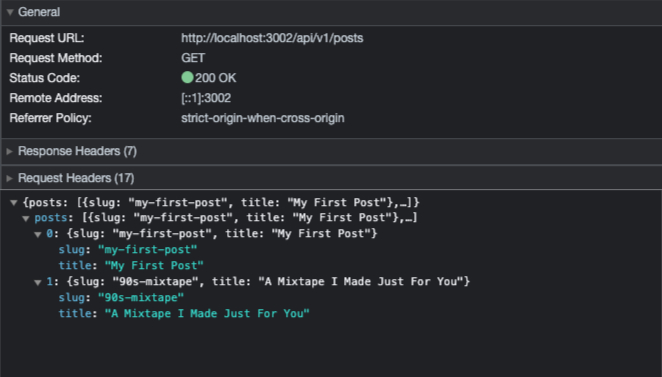 General
Request URL: http://localhost:3002/api/v1/posts
Request Method: GET
Status Code: 200 OK
Remote Address: [::1]:3002
Referrer Policy: strict-origin-when-cross-origin
Response Headers (7)
Request Headers (17)
{posts: [{slug: "my-first-post", title: "My First Post"},…]}
posts: [{slug: "my-first-post", title: "My First Post"},…]
0: {slug: "my-first-post", title: "My First Post"}
slug: "my-first-post"
title: "My First Post"
1: {slug: "90s-mixtape", title: "A Mixtape I Made Just For You"}
slug: "90s-mixtape"
title: "A Mixtape I Made Just For You"